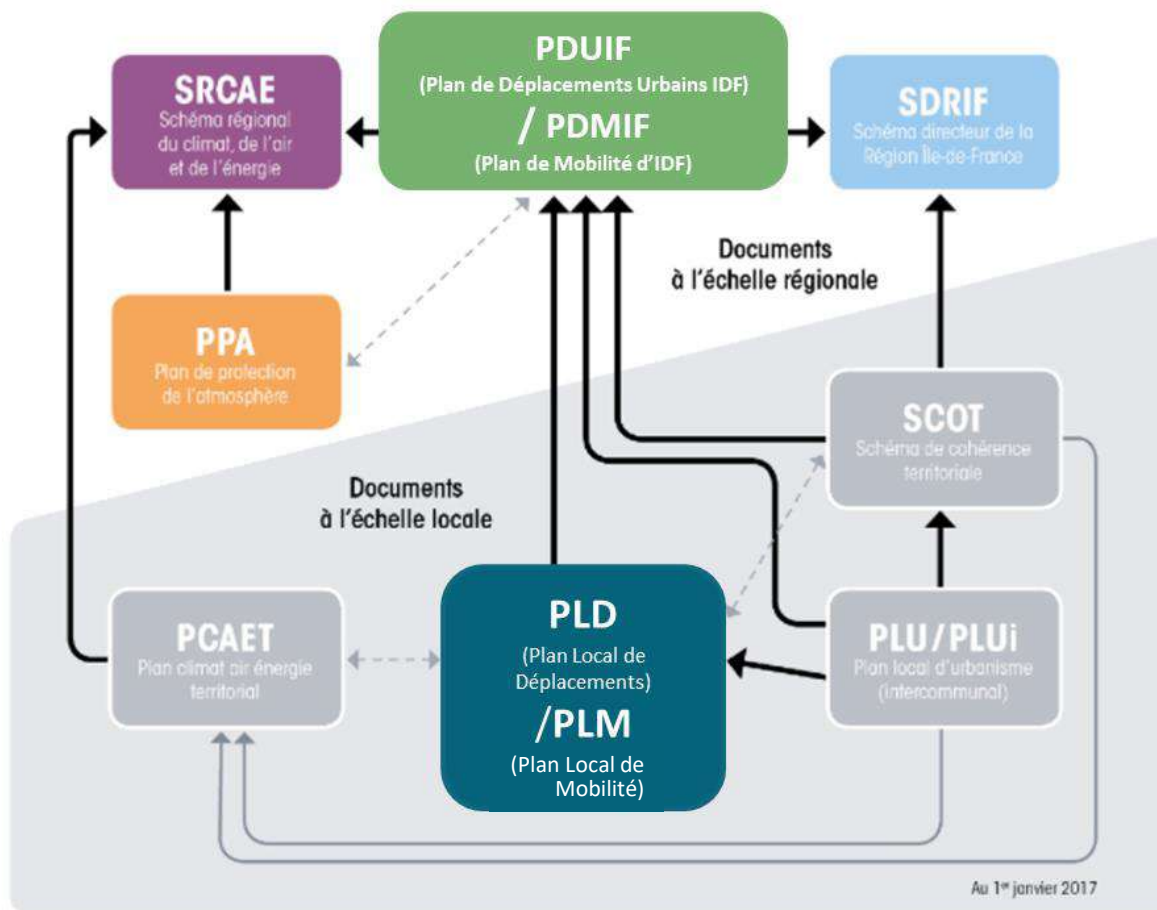 PDUIF
(Plan de Déplacements Urbains IDF)
/ PDMIF
(Plan de Mobilité d'IDF)
SRCAE
Schéma régional
du climat, de l'air
et de l'énergie
SDRIF
Schéma directeur de la
Région Île-de-France
Documents
à l'échelle régionale
PPA
Plan de protection
de l'atmosphère
SCOT
Schéma de cohérence
territoriale
Documents
à l'échelle locale
PCAET
Plan climat air énergie
territorial
PLD
(Plan Local de
Déplacements)
/PLM
(Plan Local de
Mobilité)
PLU/PLUi
Plan local d'urbanisme
(intercommunal)
Au 1er janvier 2017